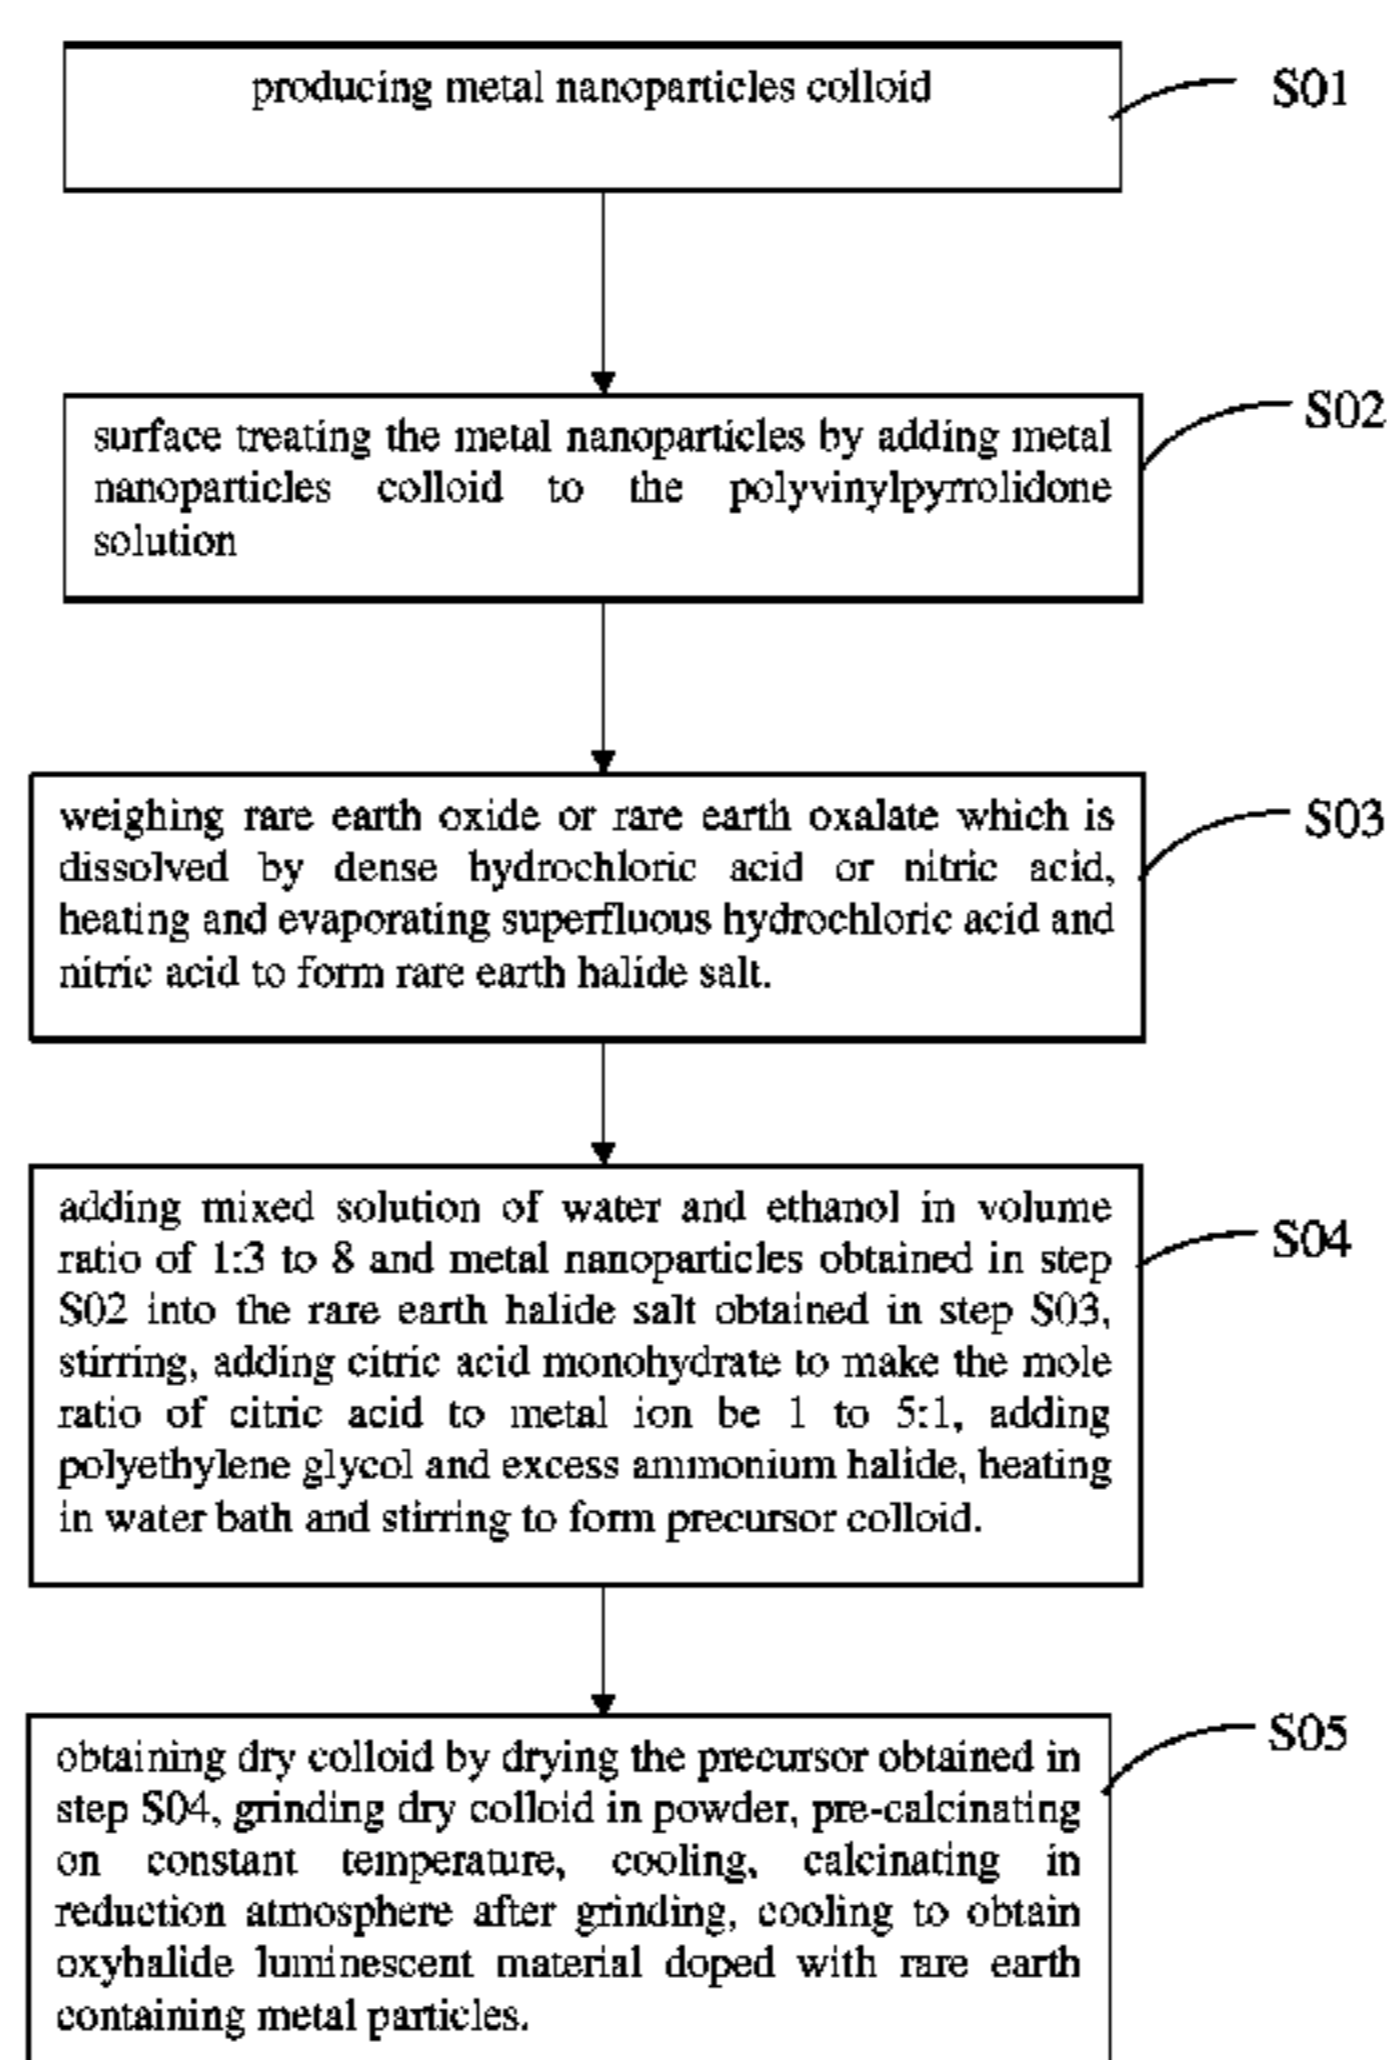 producing metal nanoparticles colloid
S01
S02
surface treating the metal nanoparticles by adding metal
nanoparticles colloid to the polyvinylpyrrolidone
solution
S03
weighing rare earth oxide or rare earth oxalate which is
dissolved by dense hydrochloric acid or nitric acid,
heating and evaporating superfluous hydrochloric acid and
nitric acid to form rare earth halide salt.
S04
adding mixed solution of water and ethanol in volume
ratio of 1:3 to 8 and metal nanoparticles obtained in step
S02 into the rare earth halide salt obtained in step S03,
stirring, adding citric acid monohydrate to make the mole
ratio of citric acid to metal ion be 1 to 5:1, adding
polyethylene glycol and excess ammonium halide, heating
in water bath and stirring to form precursor colloid.
S05
obtaining dry colloid by drying the precursor obtained in
step S04, grinding dry colloid in powder, pre-calcinating
on constant temperature, cooling, calcinating in
reduction atmosphere after grinding, cooling to obtain
oxyhalide luminescent material doped with rare earth
containing metal particles.